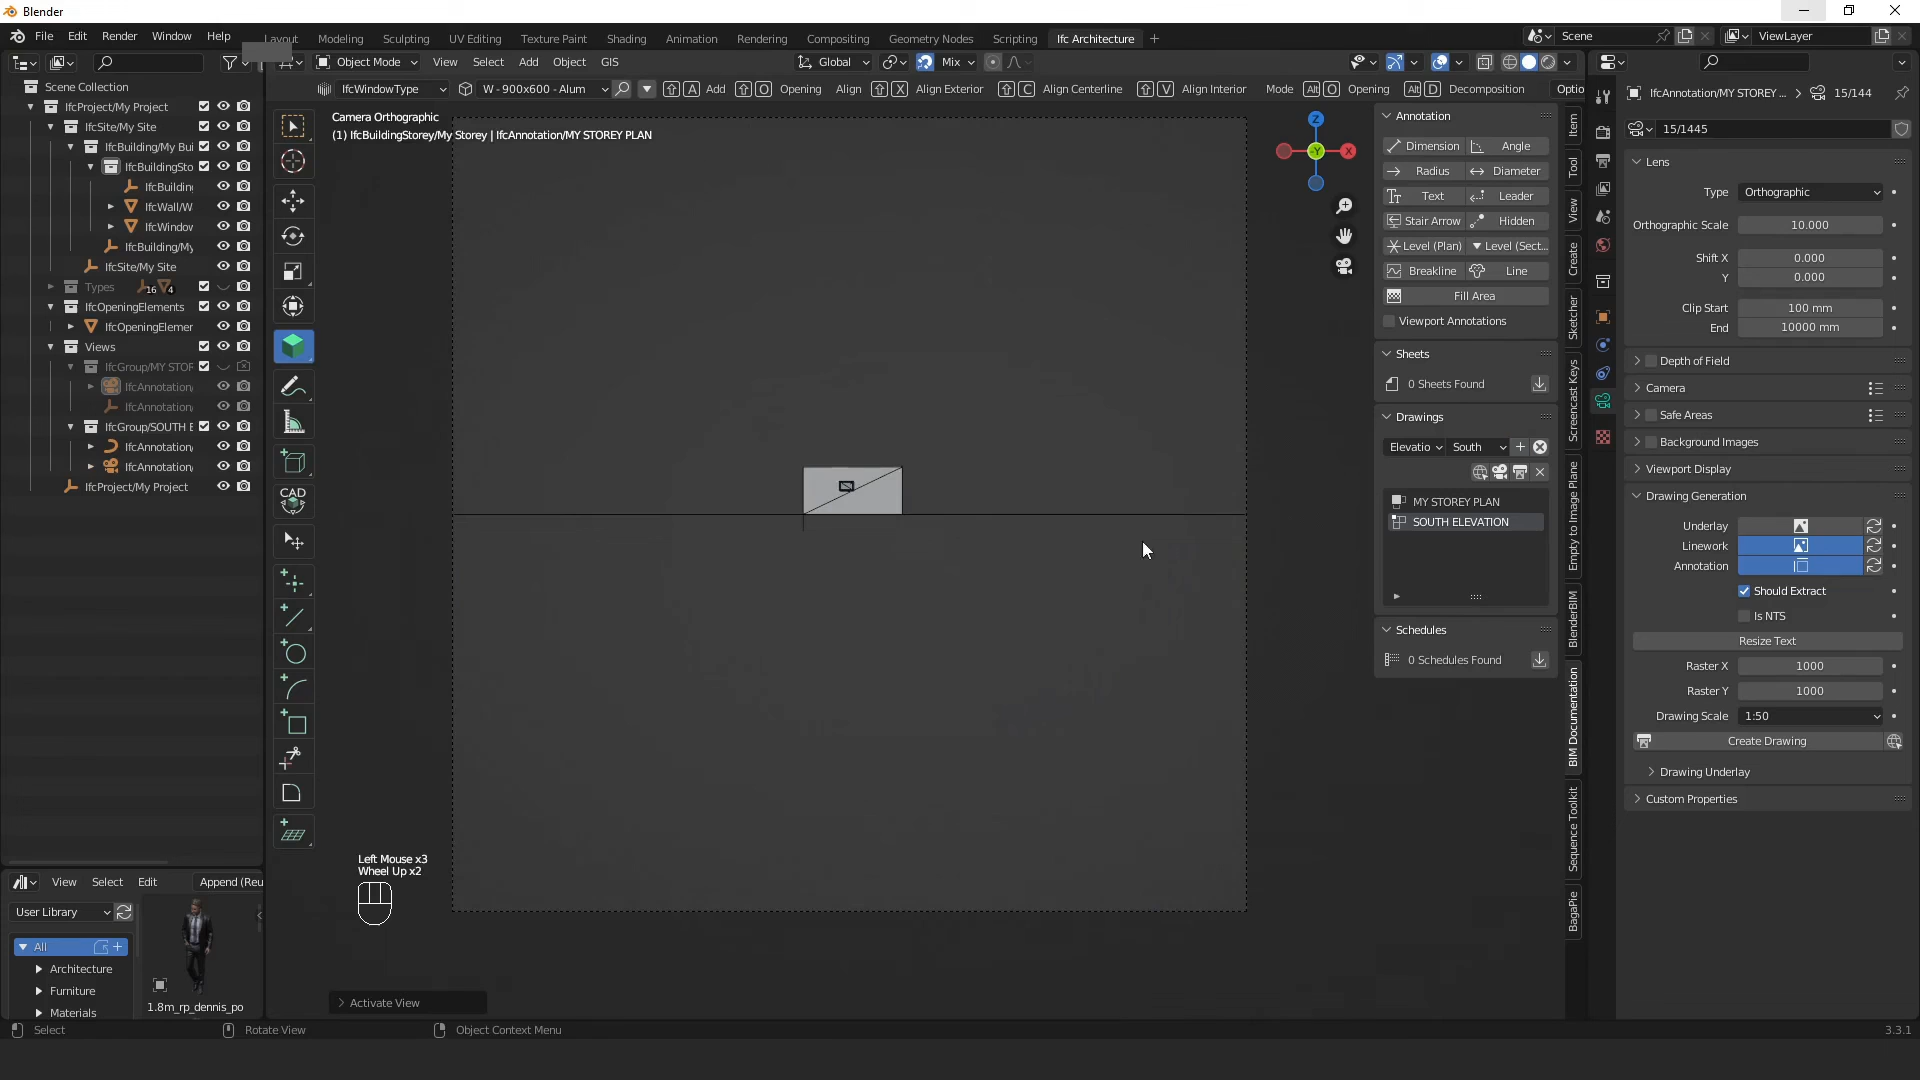 Blender
File Edit Render Window Help
Layout Modeling Sculpting UV Editing Texture Paint Shading Animation Rendering Compositing Geometry Nodes Scripting Ifc Architecture
Scene
ViewLayer
Object Mode View Select Add Object GIS
Global Mix
IfcWindowType W - 900x600 - Alum A Add O Opening Align X Align Exterior C Align Centerline V Align Interior Mode Alt O Opening Alt D Decomposition Optio
Scene Collection
IfcProject/My Project
IfcSite/My Site
IfcBuilding/My Bui
IfcBuildingSto
IfcBuilding
IfcWall/W
IfcWindow
IfcBuilding/My
IfcSite/My Site
Types 16 4
IfcOpeningElements
IfcOpeningElemer
Views
IfcGroup/MY STOR
IfcAnnotation/
IfcAnnotation/
IfcGroup/SOUTH E
IfcAnnotation/
IfcAnnotation/
IfcProject/My Project
View Select Edit Append (Reu
User Library
All
Architecture
Furniture
Materials
1.8m_rp_dennis_po
Camera Orthographic
(1) IfcBuildingStorey/My Storey | IfcAnnotation/MY STOREY PLAN
CAD
Z
-Y
X
Left Mouse x3
Wheel Up x2
Activate View
Annotation
Dimension Angle
Radius Diameter
Text Leader
Stair Arrow Hidden
Level (Plan) Level (Sect...
Breakline Line
Fill Area
Viewport Annotations
Sheets
0 Sheets Found
Drawings
Elevatio South
MY STOREY PLAN
SOUTH ELEVATION
Schedules
0 Schedules Found
Item
Tool
View
Create
Sketcher
Screencast Keys
Empty to Image Plane
BlenderBIM
BIM Documentation
Sequence Toolkit
BagaPie
IfcAnnotation/MY STOREY ... 15/144
15/1445
Lens
Type Orthographic
Orthographic Scale 10.000
Shift X 0.000
Y 0.000
Clip Start 100 mm
End 10000 mm
Depth of Field
Camera
Safe Areas
Background Images
Viewport Display
Drawing Generation
Underlay
Linework
Annotation
Should Extract
Is NTS
Resize Text
Raster X 1000
Raster Y 1000
Drawing Scale 1:50
Create Drawing
Drawing Underlay
Custom Properties
Select Rotate View Object Context Menu 3.3.1